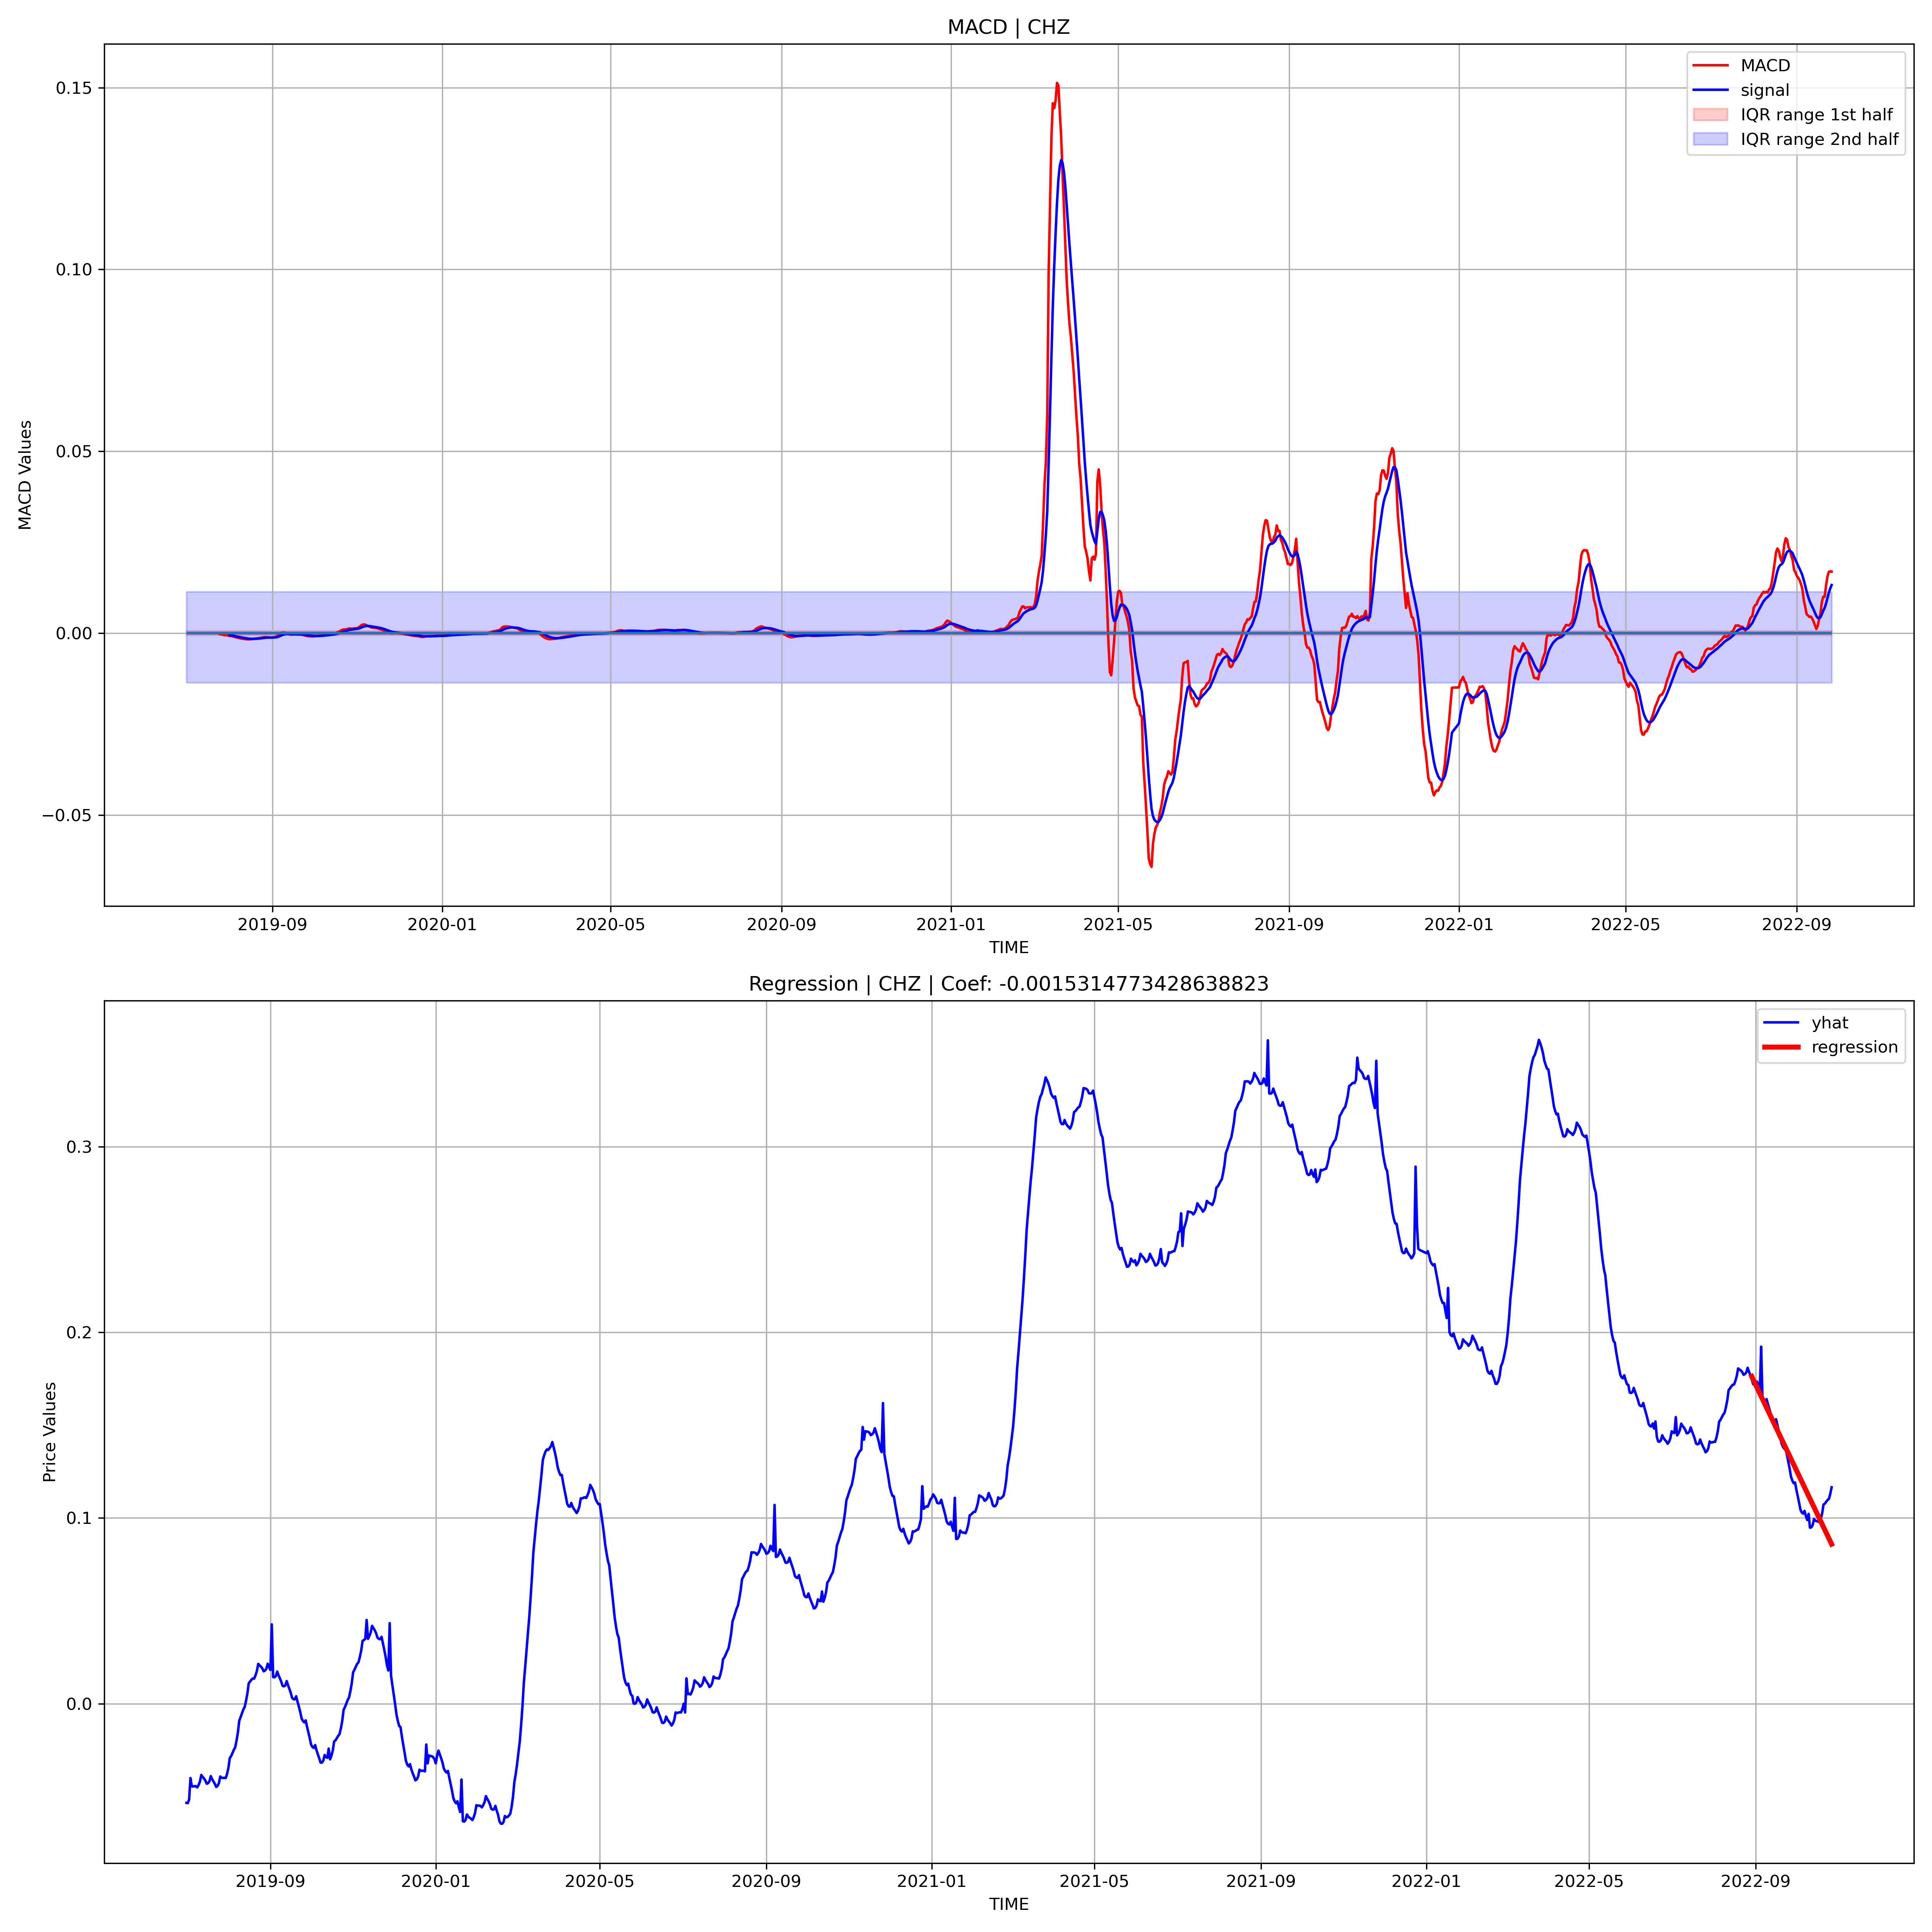 MACD | CHZ
MACD
signal
IQR range 1st half
IQR range 2nd half
MACD Values
0.15
0.10
0.05
0.00
−0.05
2019-09 2020-01 2020-05 2020-09 2021-01 2021-05 2021-09 2022-01 2022-05 2022-09
TIME
Regression | CHZ | Coef: -0.0015314773428638823
yhat
regression
Price Values
0.3
0.2
0.1
0.0
2019-09 2020-01 2020-05 2020-09 2021-01 2021-05 2021-09 2022-01 2022-05 2022-09
TIME